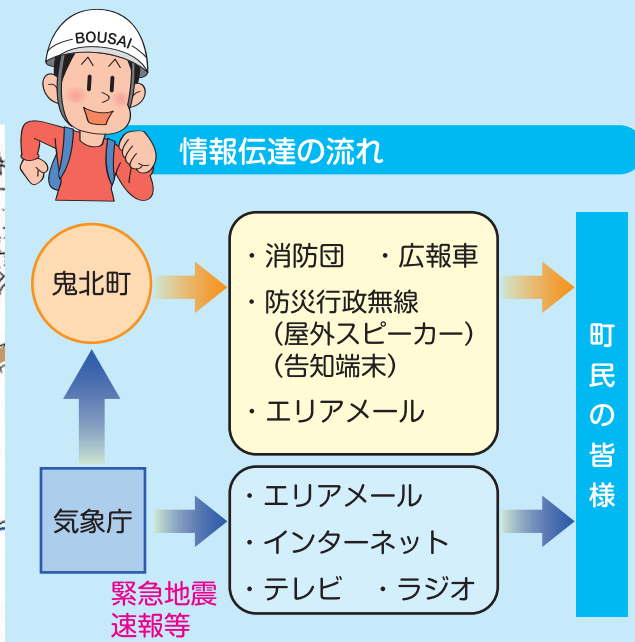 BOUSAI
情報伝達の流れ
鬼北町
・消防団　・広報車
・防災行政無線
（屋外スピーカー）
（告知端末）
・エリアメール
気象庁
緊急地震
速報等
・エリアメール
・インターネット
・テレビ　・ラジオ
町民の皆様